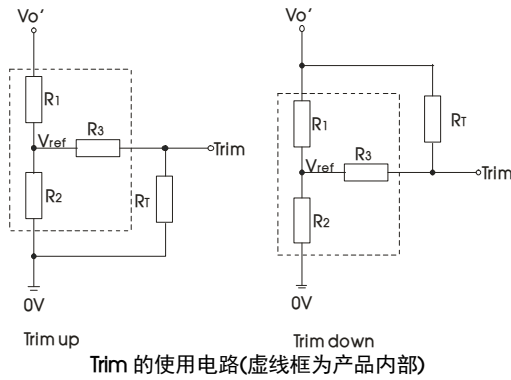 Vo'
R1
Vref
R3
Trim
R2
RT
0V
Trim up
Vo'
R1
RT
Vref
R3
Trim
R2
0V
Trim down
Trim 的使用电路(虚线框为产品内部)